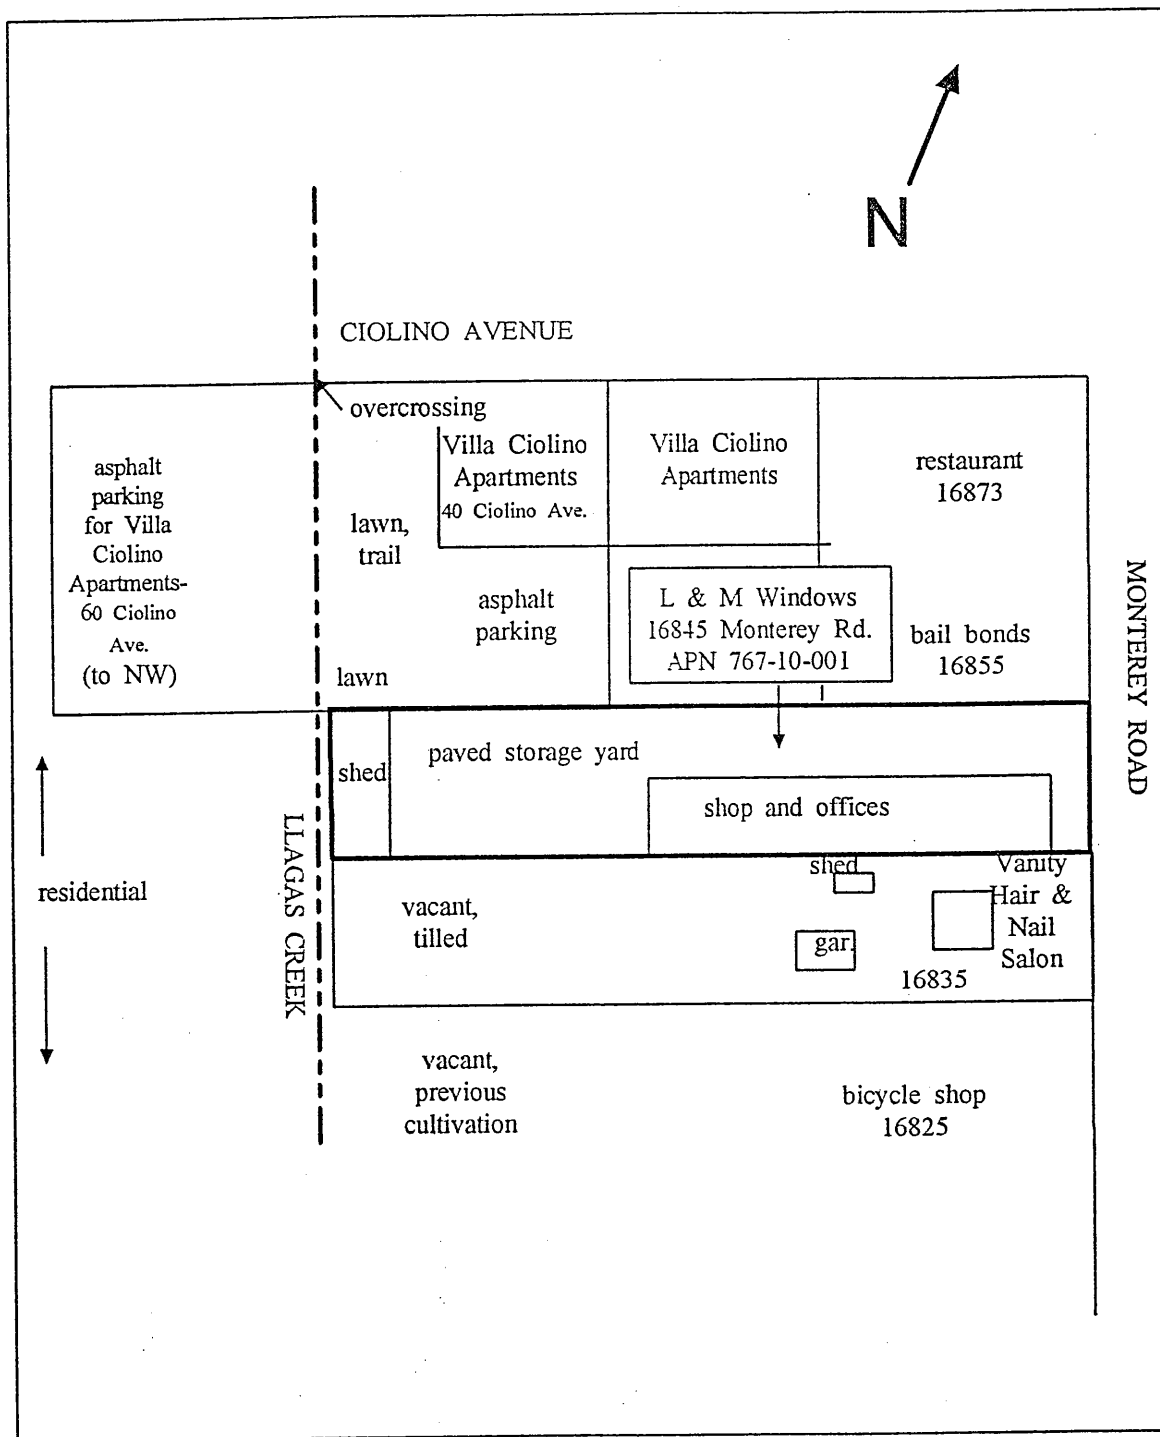 N
CIOLINO AVENUE
overcrossing
asphalt
parking
for Villa
Ciolino
Apartments-
60 Ciolino
Ave.
(to NW)
lawn,
trail
lawn
Villa Ciolino
Apartments
40 Ciolino Ave.
asphalt
parking
Villa Ciolino
Apartments
restaurant
16873
L & M Windows
16845 Monterey Rd.
APN 767-10-001
bail bonds
16855
MONTEREY ROAD
shed
paved storage yard
shop and offices
residential
LLAGAS CREEK
vacant,
tilled
shed
gar.
Vanity
Hair &
Nail
Salon
16835
vacant,
previous
cultivation
bicycle shop
16825